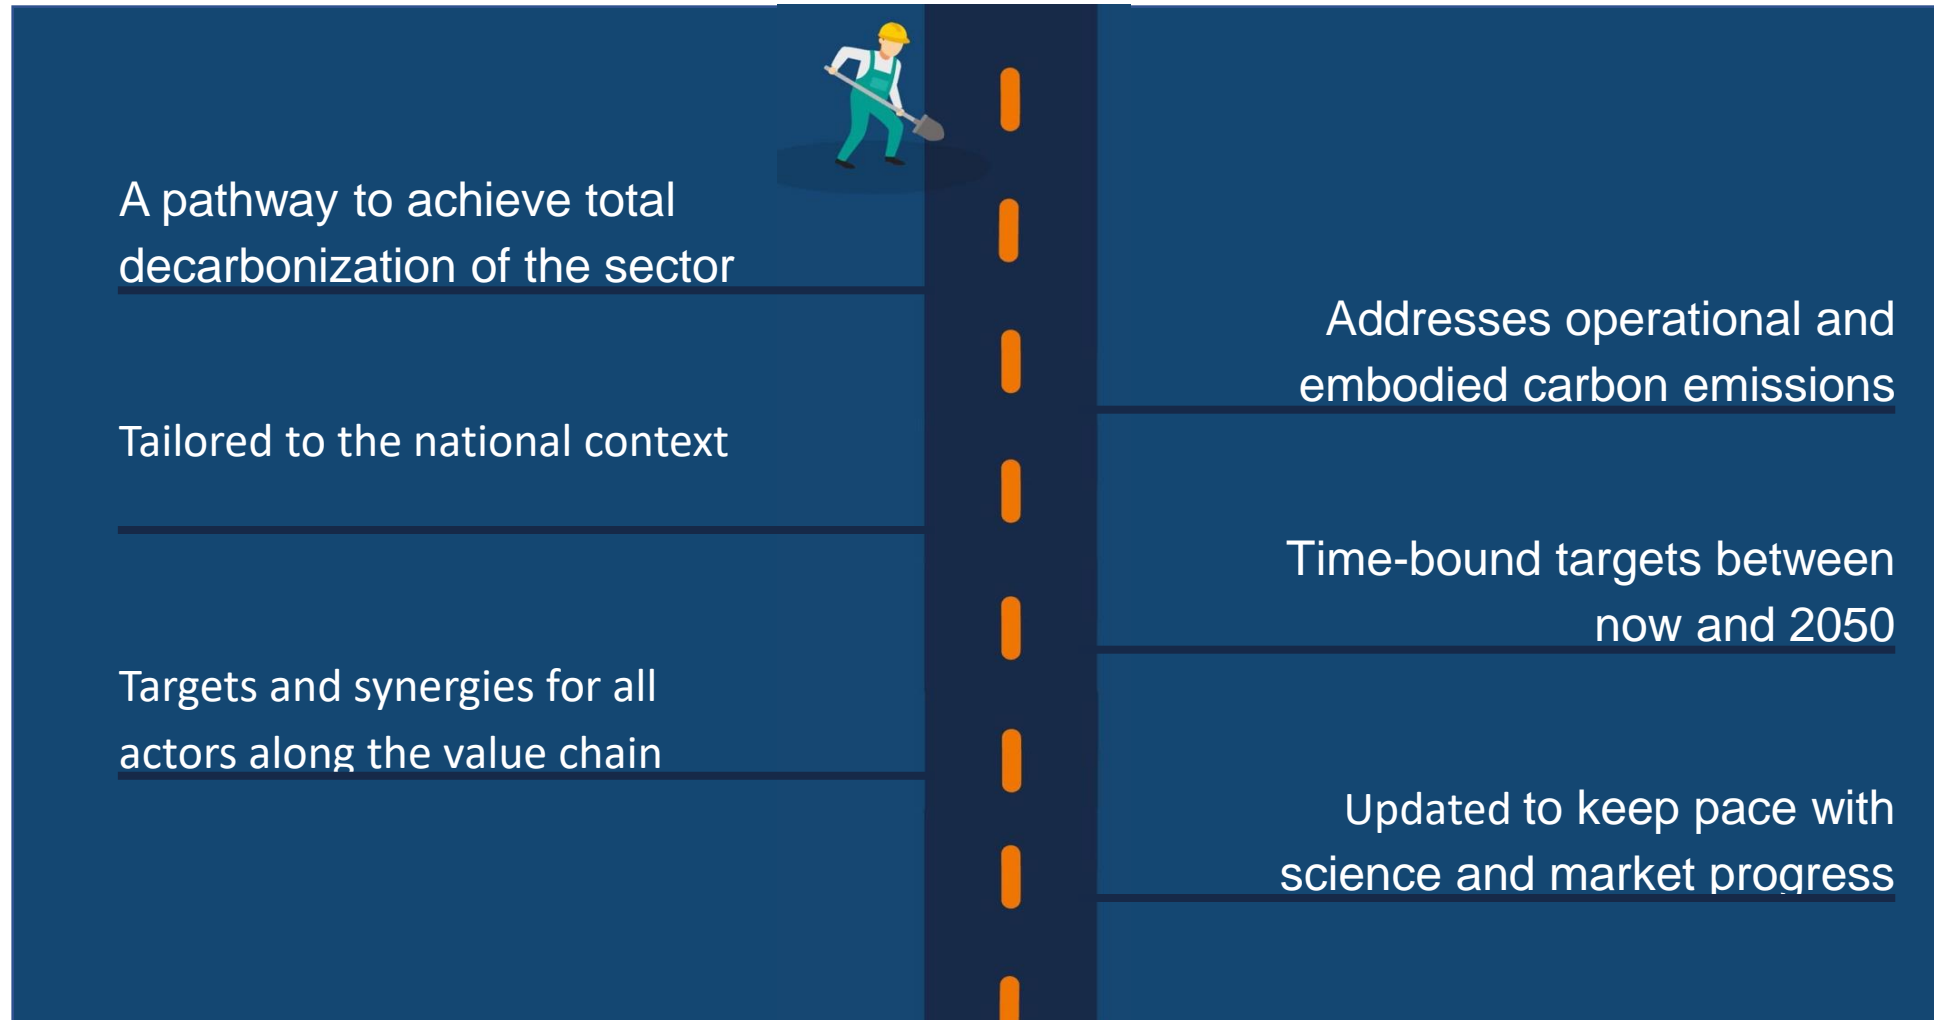 A pathway to achieve total
decarbonization of the sector
Addresses operational and
embodied carbon emissions
Tailored to the national context
Time-bound targets between
now and 2050
Targets and synergies for all
actors along the value chain
Updated to keep pace with
science and market progress